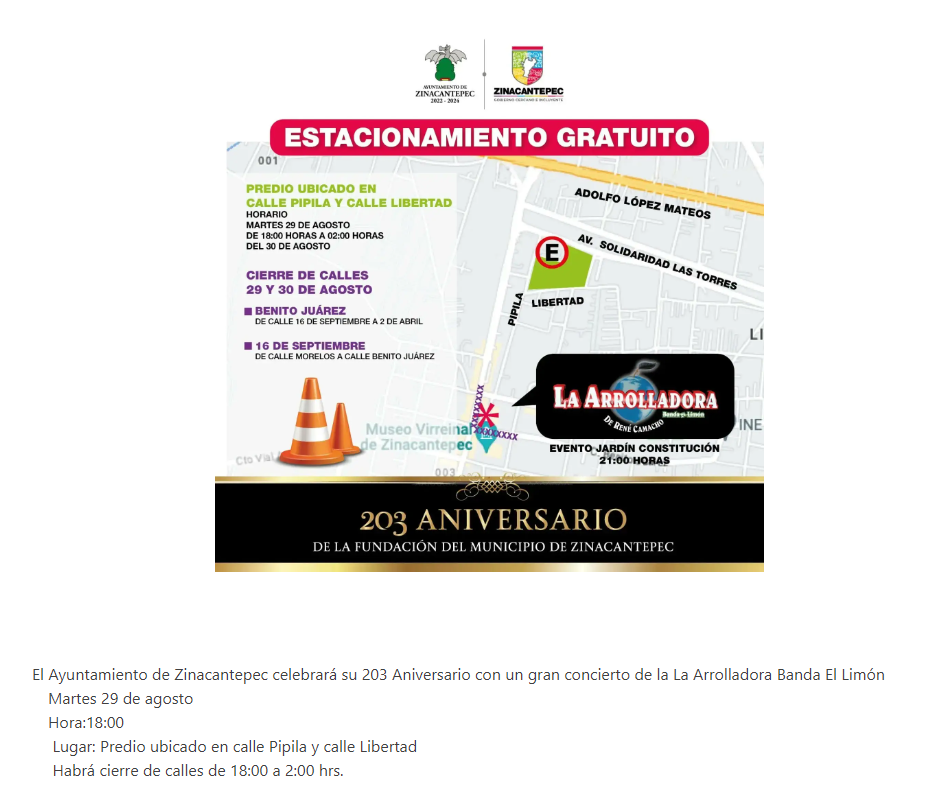 AYUNTAMIENTO DE
ZINACANTEPEC
2022 - 2024
ZINACANTEPEC
ESTACIONAMIENTO GRATUITO
001
PREDIO UBICADO EN
CALLE PIPILA Y CALLE LIBERTAD
HORARIO
MARTES 29 DE AGOSTO
DE 18:00 HORAS A 02:00 HORAS
DEL 30 DE AGOSTO
CIERRE DE CALLES
29 Y 30 DE AGOSTO
BENITO JUÁREZ
DE CALLE 16 DE SEPTIEMBRE A 2 DE ABRIL
16 DE SEPTIEMBRE
DE CALLE MORELOS A CALLE BENITO JUÁREZ
ADOLFO LÓPEZ MATEOS
AV. SOLIDARIDAD LAS TORRES
E
PIPILA
LIBERTAD
LI
LA ARROLLADORA
Banda el Limón
DE RENÉ CAMACHO
INE
EVENTO JARDÍN CONSTITUCIÓN
21:00 HORAS
XXXXXXXX
XXXXXXXX
Museo Virreinal
de Zinacantepec
Cto Vial
003
203 ANIVERSARIO
DE LA FUNDACIÓN DEL MUNICIPIO DE ZINACANTEPEC
El Ayuntamiento de Zinacantepec celebrará su 203 Aniversario con un gran concierto de la La Arrolladora Banda El Limón
Martes 29 de agosto
Hora:18:00
Lugar: Predio ubicado en calle Pipila y calle Libertad
Habrá cierre de calles de 18:00 a 2:00 hrs.